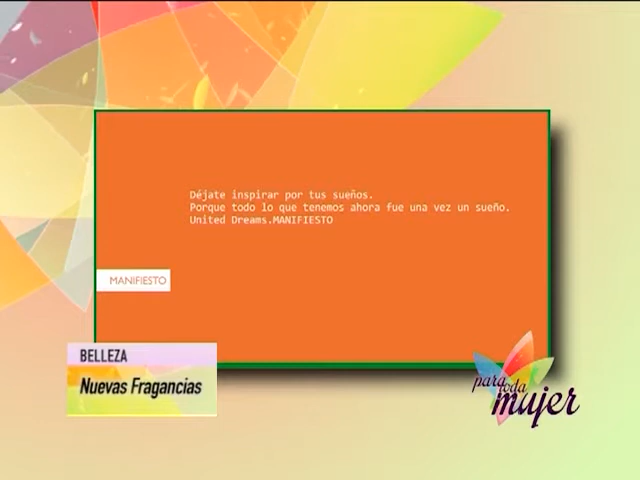 Déjate inspirar por tus sueños.
Porque todo lo que tenemos ahora fue una vez un sueño.
United Dreams.MANIFIESTO
MANIFIESTO
BELLEZA
Nuevas Fragancias
para
toda
mujer